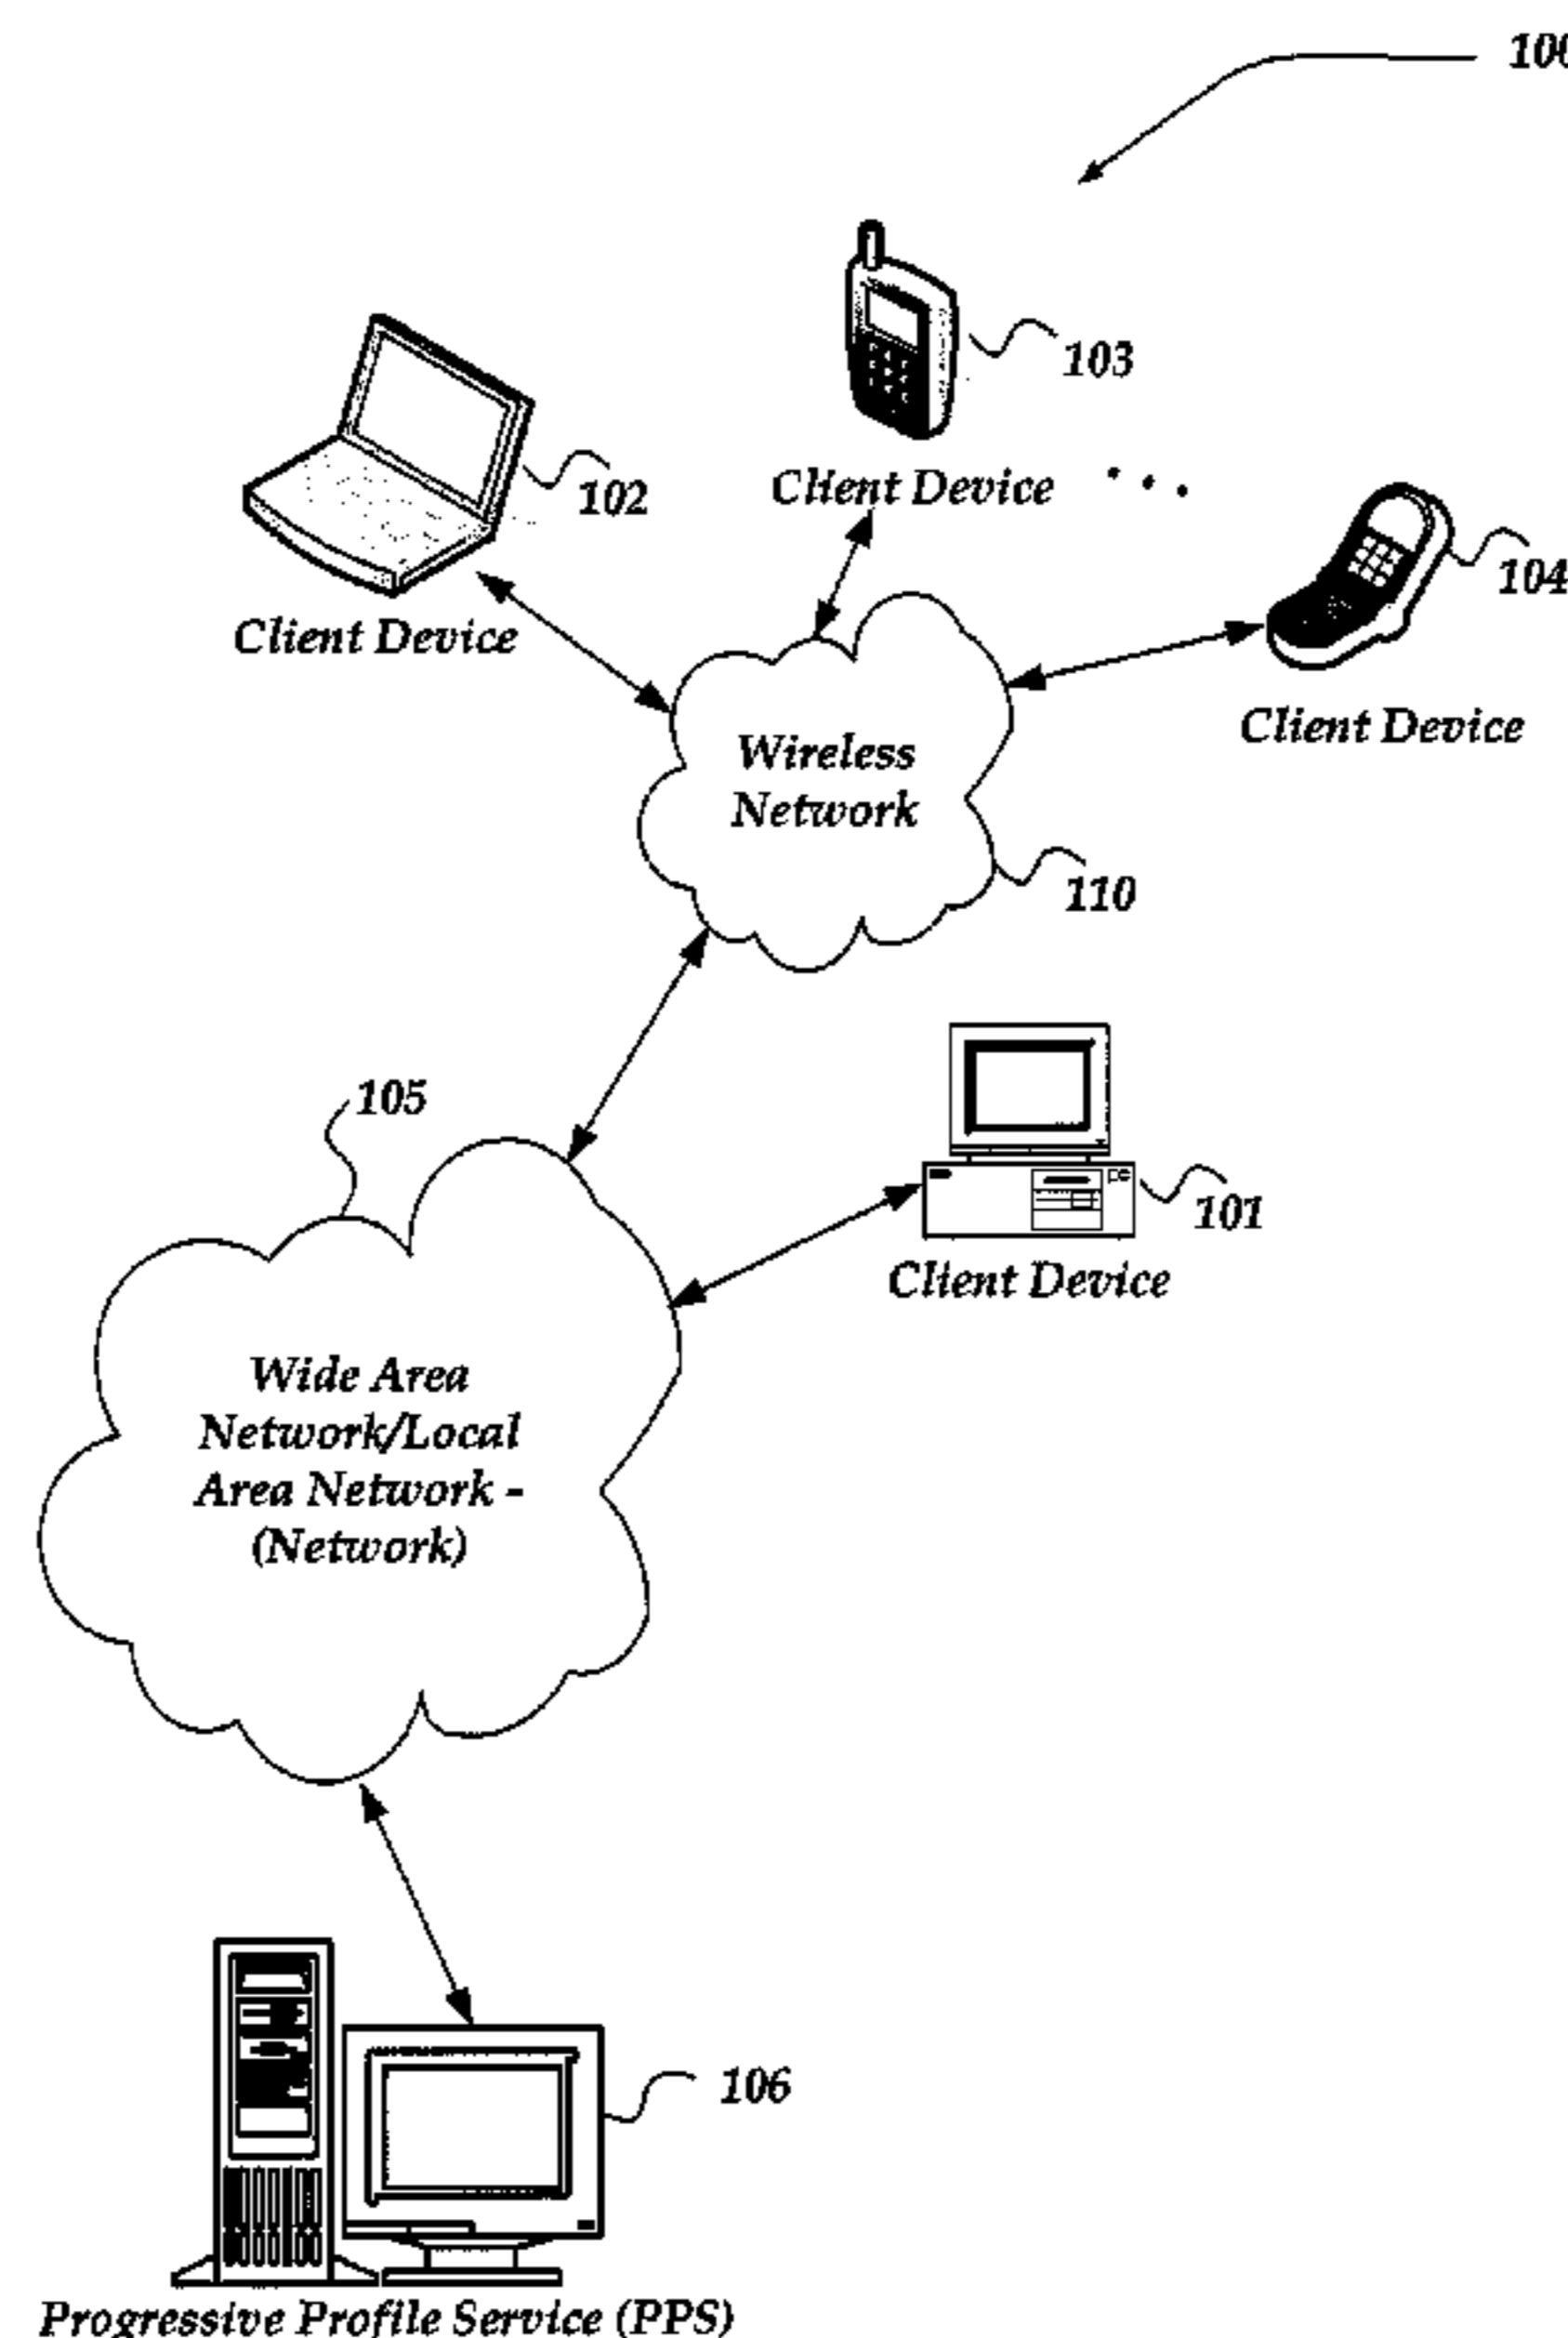 100
103
102
Client Device
104
Client Device
Client Device
Wireless
Network
110
105
101
Client Device
Wide Area
Network/Local
Area Network -
(Network)
106
Progressive Profile Service (PPS)